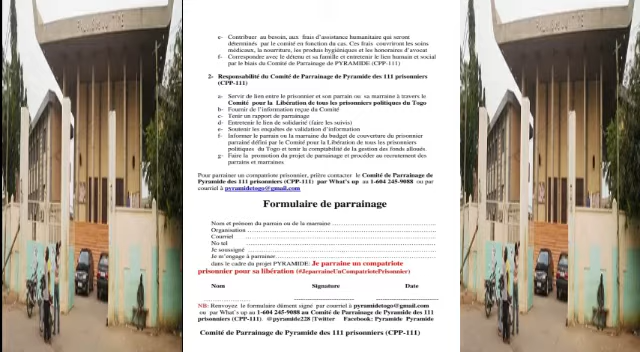 e- Contribuer au besoin, aux frais d'assistance humanitaire qui seront
déterminés par le comité en fonction du cas. Ces frais couvriront les soins
médicaux, la nourriture, les produits hygiéniques et les honoraires d'avocat
f- Correspondre avec le détenu et sa famille et entretenir le lien humain et social
par le biais du Comité de Parrainage de PYRAMIDE (CPP-111)
2- Responsabilité du Comité de Parrainage de Pyramide des 111 prisonniers
(CPP-111)
a- Servir de lien entre le prisonnier et son parrain ou sa marraine à travers le
Comité pour la Libération de tous les prisonniers politiques du Togo
b- Fournir de l'information reçue du Comité
c- Tenir un rapport de parrainage
d- Entretenir le lien de solidarité (faire les suivis)
e- Soutenir les enquêtes de validation d'information
f- Informer le parrain ou la marraine du budget de couverture du prisonnier
parrainé défini par le Comité pour la Libération de tous les prisonniers
politiques du Togo et tenir la comptabilité de la gestion des fonds alloués.
g- Faire la promotion du projet de parrainage et procéder au recrutement des
parrains et marraines
Pour parrainer un compatriote prisonnier, prière contacter le Comité de Parrainage de
Pyramide des 111 prisonniers (CPP-111) par What's up au 1-604 245-9088 ou par
courriel à pyramidetogo@gmail.com
Formulaire de parrainage
Nom et prénom du parrain ou de la marraine
Organisation
Courriel
No tel
Je soussigné
Je m'engage à parrainer
dans le cadre du projet PYRAMIDE: Je parraine un compatriote
prisonnier pour sa libération (#JeparraineUnCompatriotePrisonnier)
Nom Signature Date
NB: Renvoyez le formulaire dûment signé par courriel à pyramidetogo@gmail.com
ou par What's up au 1-604 245-9088 au Comité de Parrainage de Pyramide des 111
prisonniers (CPP-111). @pyramide228 |Twitter Facebook: Pyramide Pyramide
Comité de Parrainage de Pyramide des 111 prisonniers (CPP-111)